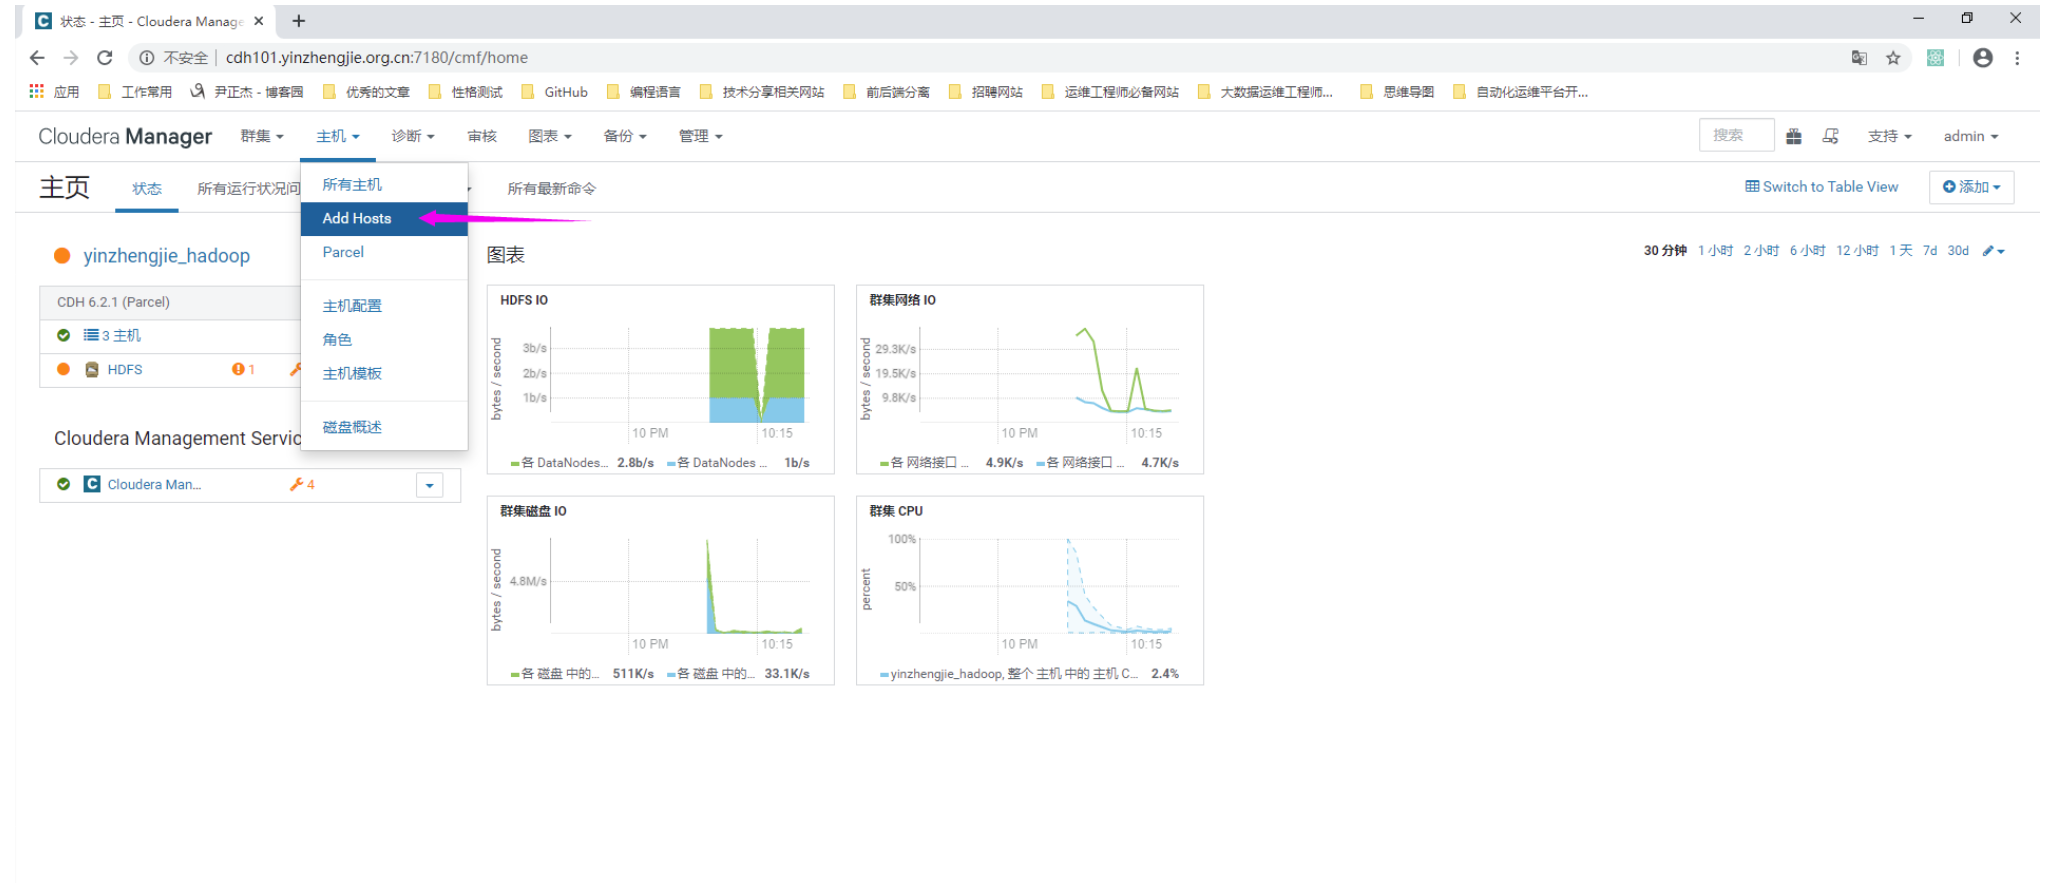 状态 - 主页 - Cloudera Manage
不安全 | cdh101.yinzhengjie.org.cn:7180/cmf/home
应用 工作常用 尹正杰 - 博客园 优秀的文章 性格测试 GitHub 编程语言 技术分享相关网站 前后端分离 招聘网站 运维工程师必备网站 大数据运维工程师... 思维导图 自动化运维平台开...
Cloudera Manager 群集 主机 诊断 审核 图表 备份 管理 搜索 支持 admin
主页 状态 所有运行状况问 所有最新命令 Switch to Table View 添加
所有主机
Add Hosts
Parcel
主机配置
角色
主机模板
磁盘概述
yinzhengjie_hadoop
CDH 6.2.1 (Parcel)
3 主机
HDFS 1
Cloudera Management Servic
Cloudera Man... 4
图表
30 分钟 1 小时 2 小时 6 小时 12 小时 1 天 7d 30d
HDFS IO
bytes / second
3b/s
2b/s
1b/s
10 PM 10:15
各 DataNodes... 2.8b/s 各 DataNodes ... 1b/s
群集网络 IO
bytes / second
29.3K/s
19.5K/s
9.8K/s
10 PM 10:15
各 网络接口 ... 4.9K/s 各 网络接口 ... 4.7K/s
群集磁盘 IO
bytes / second
4.8M/s
10 PM 10:15
各 磁盘 中的... 511K/s 各 磁盘 中的... 33.1K/s
群集 CPU
percent
100%
50%
10 PM 10:15
yinzhengjie_hadoop, 整个 主机 中的 主机 C... 2.4%